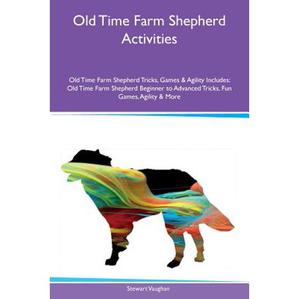 Old Time Farm Shepherd
Activities
Old Time Farm Shepherd Tricks, Games & Agility Includes:
Old Time Farm Shepherd Beginner to Advanced Tricks, Fun
Games, Agility & More
Stewart Vaughan